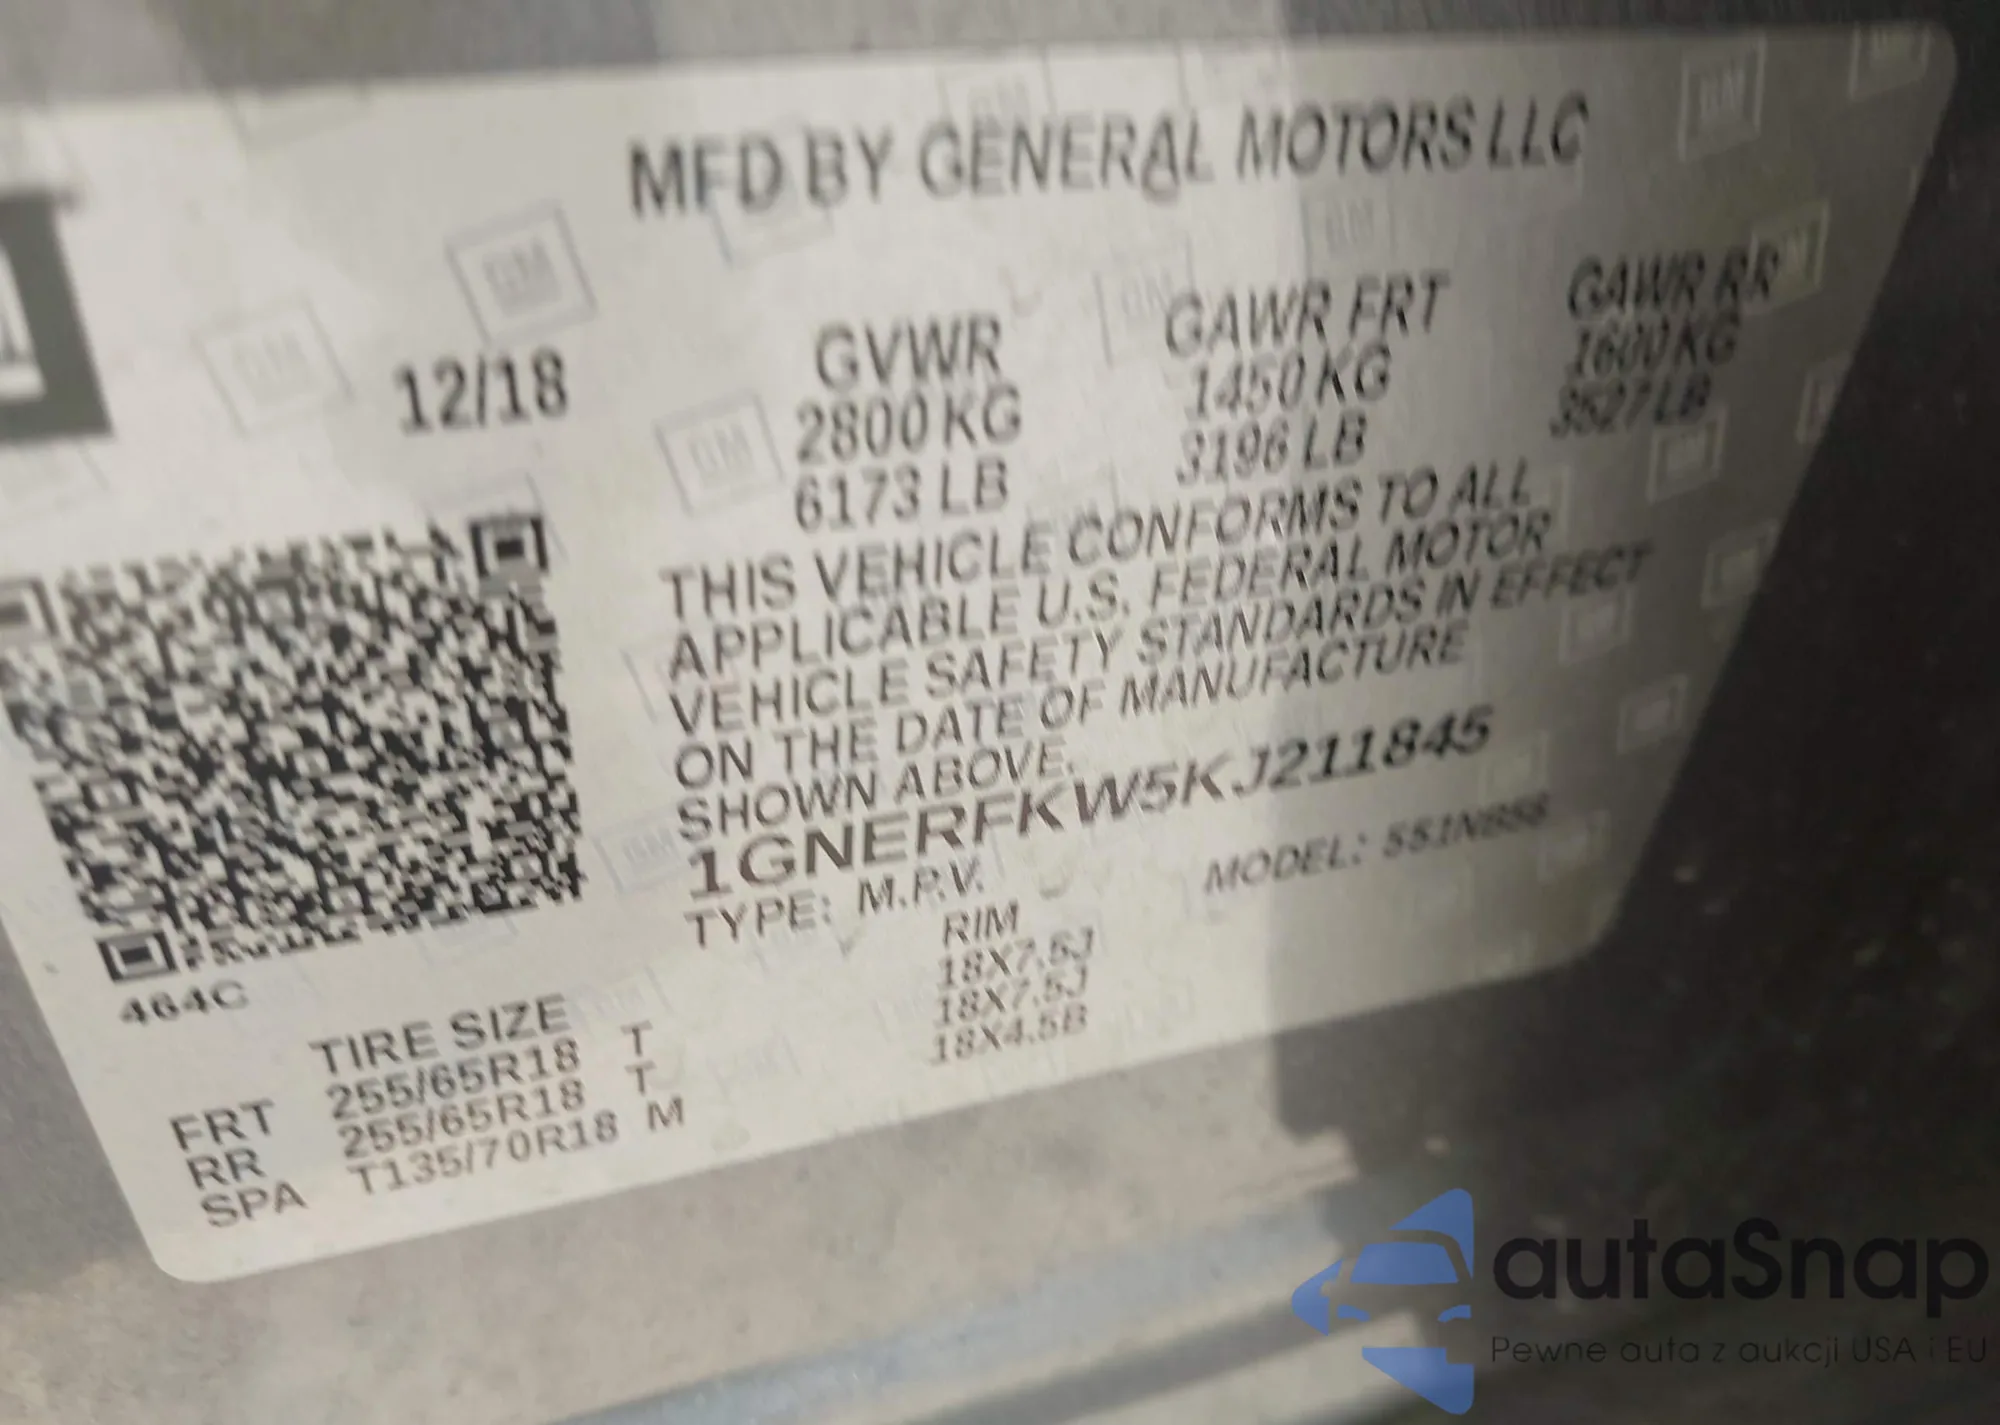 MFD BY GENERAL MOTORS LLC
12/18
GVWR GAWR FRT GAWR RR
2800 KG 1450 KG 1600 KG
6173 LB 3196 LB 3527 LB
THIS VEHICLE CONFORMS TO ALL
APPLICABLE U.S. FEDERAL MOTOR
VEHICLE SAFETY STANDARDS IN EFFECT
ON THE DATE OF MANUFACTURE
SHOWN ABOVE.
1GNERFKW5KJ211845
TYPE: M.P.V. MODEL:
464C
TIRE SIZE RIM
FRT 255/65R18 T 18X7.5J
RR 255/65R18 T 18X7.5J
SPA T135/70R18 M 18X4.5B
GM
autaSnap
Pewne auta z aukcji USA i EU